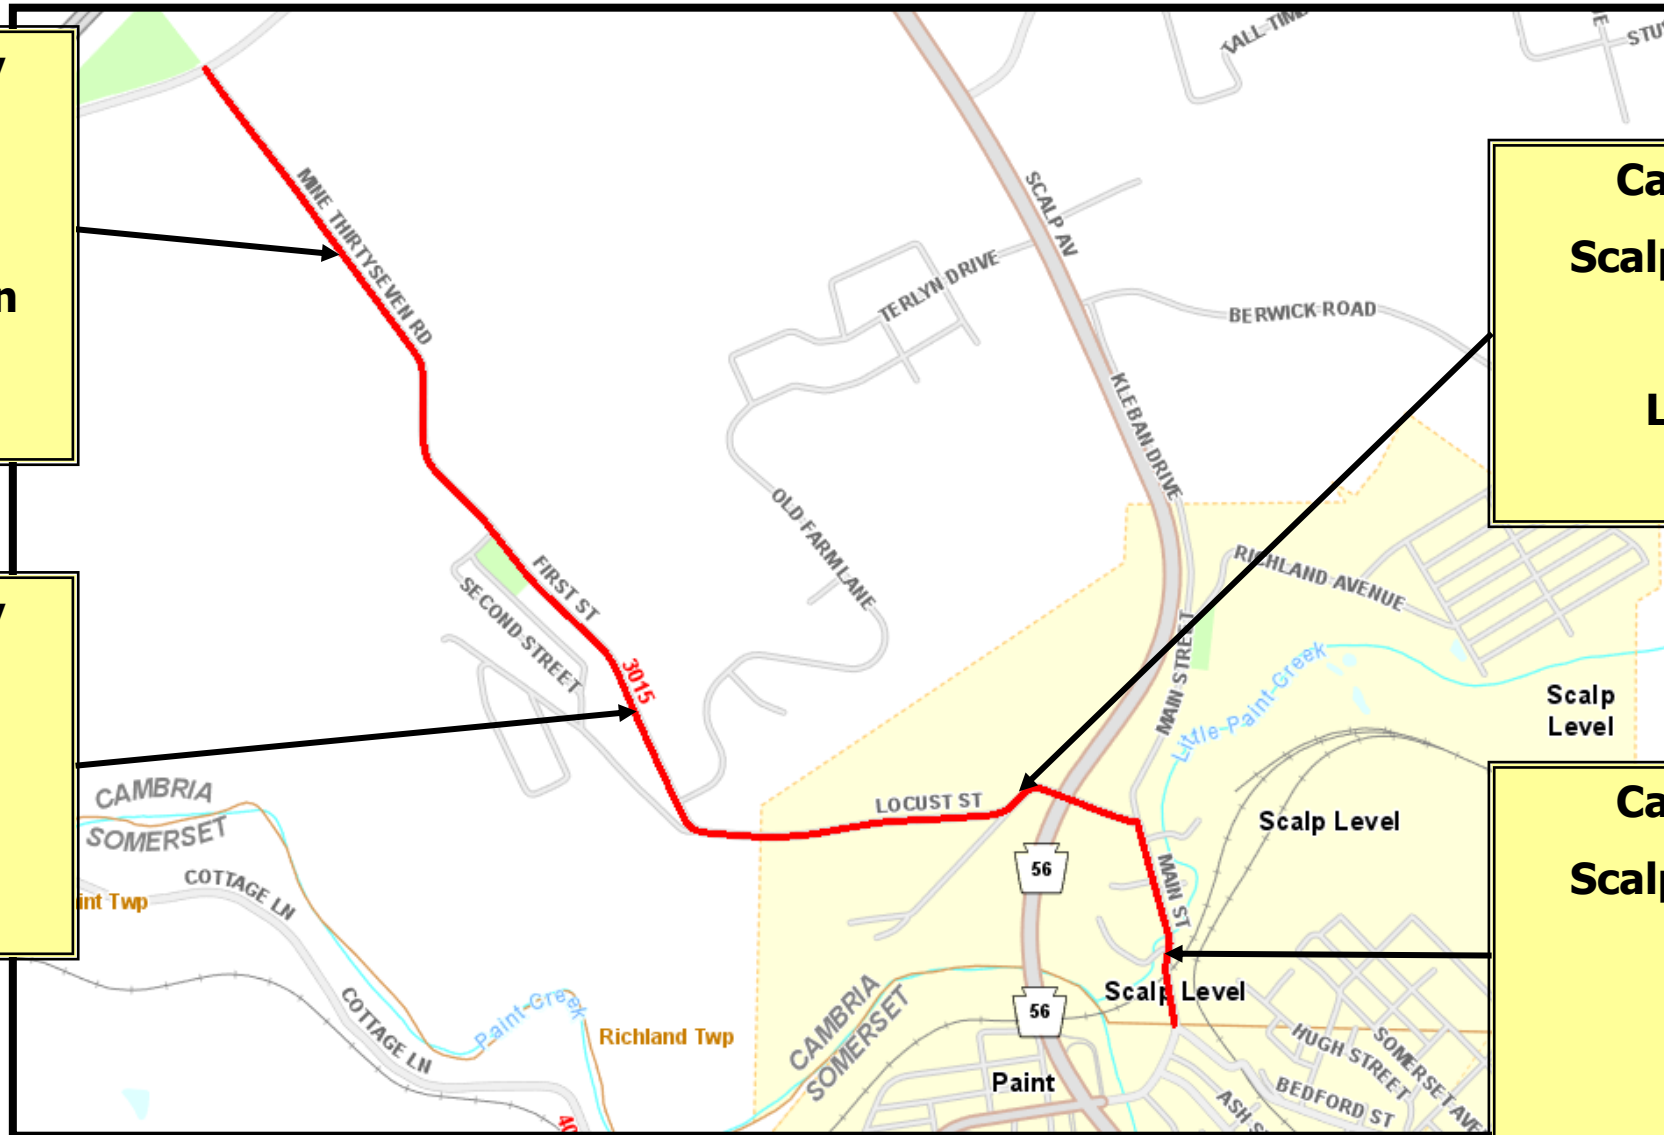 TALL-TIM
STU
MINE THIRTYSEVEN RD
SCALP AV
TERLYN DRIVE
BERWICK ROAD
KLEBAN DRIVE
OLD FARM LANE
RICHLAND AVENUE
FIRST ST
SECOND STREET
3015
MAIN STREET
Little-Paint-Creek
Scalp
Level
LOCUST ST
CAMBRIA
SOMERSET
COTTAGE LN
int Twp
56
MAIN ST
Scalp Level
Scalp Level
CAMBRIA
SOMERSET
56
COTTAGE LN
Paint-Creek
Richland Twp
Paint
HUGH STREET
SOMERSET AVE
BEDFORD ST
ASH S
40
y
n
y
Ca
Scalp
L
Ca
Scalp